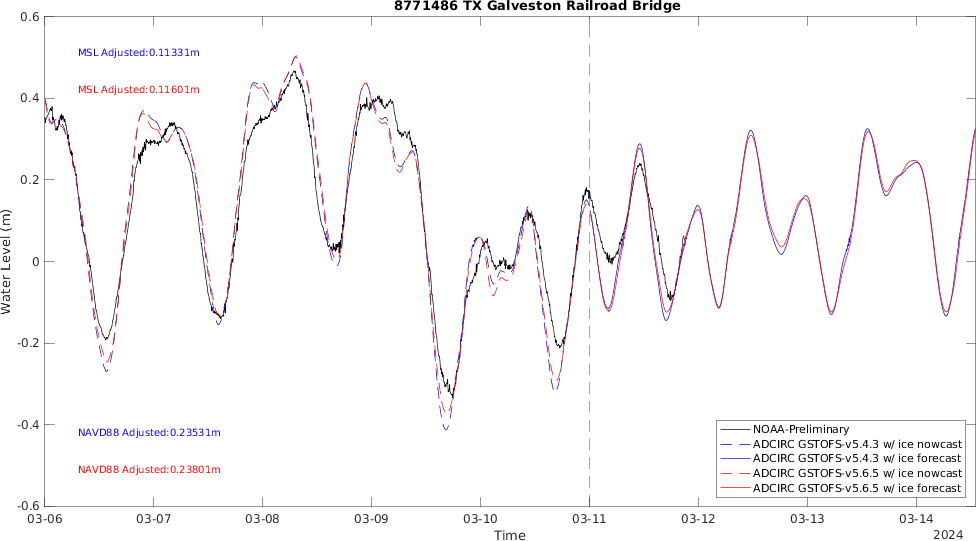 8771486 TX Galveston Railroad Bridge
0.6
0.4
0.2
0
-0.2
-0.4
-0.6
Water Level (m)
MSL Adjusted:0.11331m
MSL Adjusted:0.11601m
NAVD88 Adjusted:0.23531m
NAVD88 Adjusted:0.23801m
NOAA-Preliminary
ADCIRC GSTOFS-v5.4.3 w/ ice nowcast
ADCIRC GSTOFS-v5.4.3 w/ ice forecast
ADCIRC GSTOFS-v5.6.5 w/ ice nowcast
ADCIRC GSTOFS-v5.6.5 w/ ice forecast
03-06 03-07 03-08 03-09 03-10 03-11 03-12 03-13 03-14
Time
2024